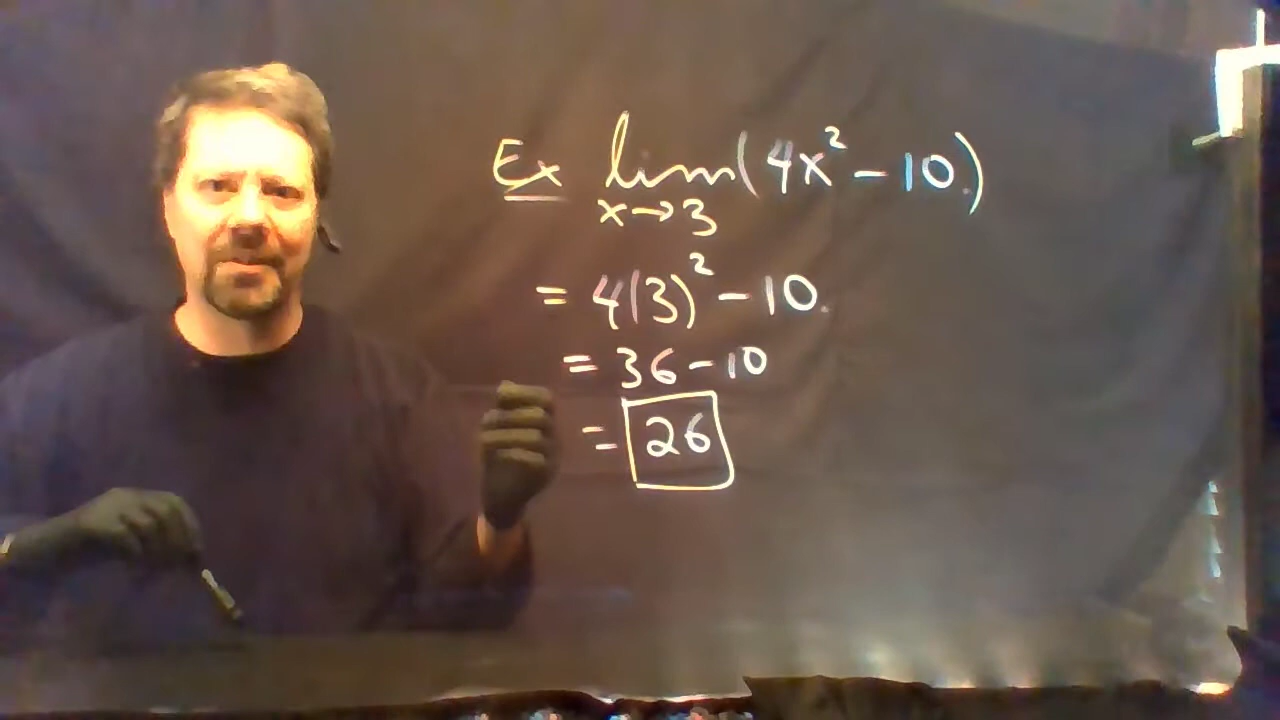 Ex lim(4x² - 10)
x→3
= 4(3)² - 10
= 36 - 10
= 26